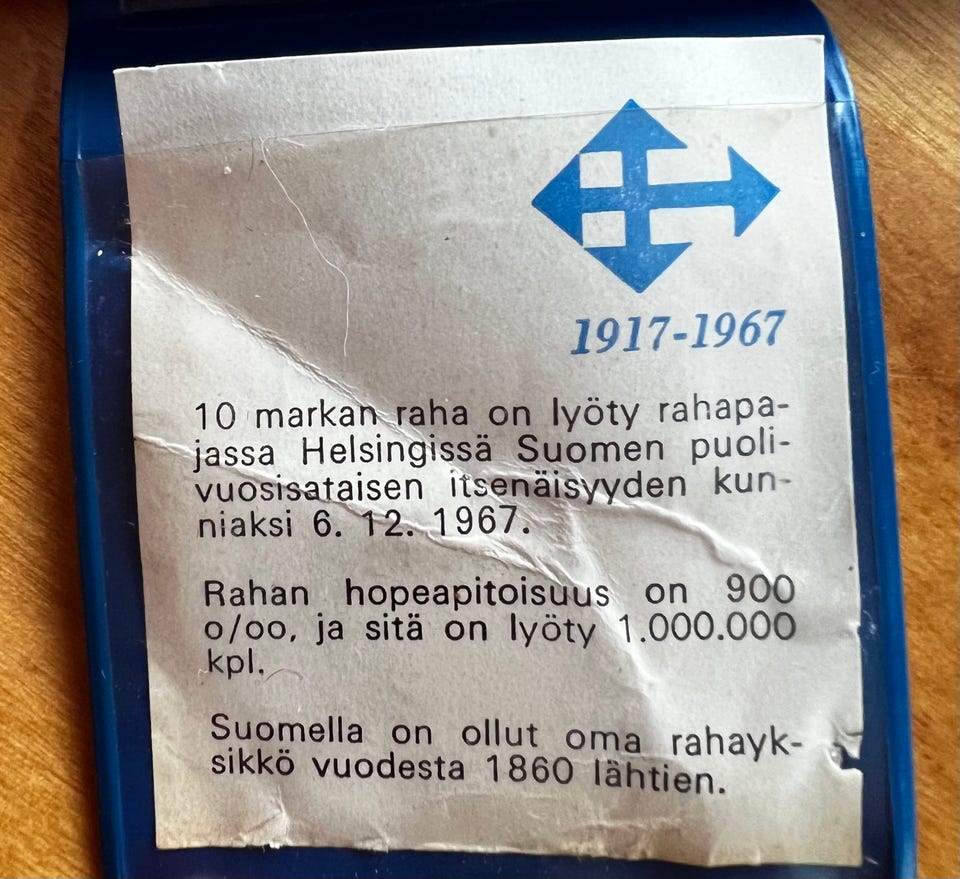 1917-1967
10 markan raha on lyöty rahapa-
jassa Helsingissä Suomen puoli-
vuosisataisen itsenäisyyden kun-
niaksi 6. 12. 1967.
Rahan hopeapitoisuus on 900
o/oo, ja sitä on lyöty 1.000.000
kpl.
Suomella on ollut oma rahayk-
sikkö vuodesta 1860 lähtien.